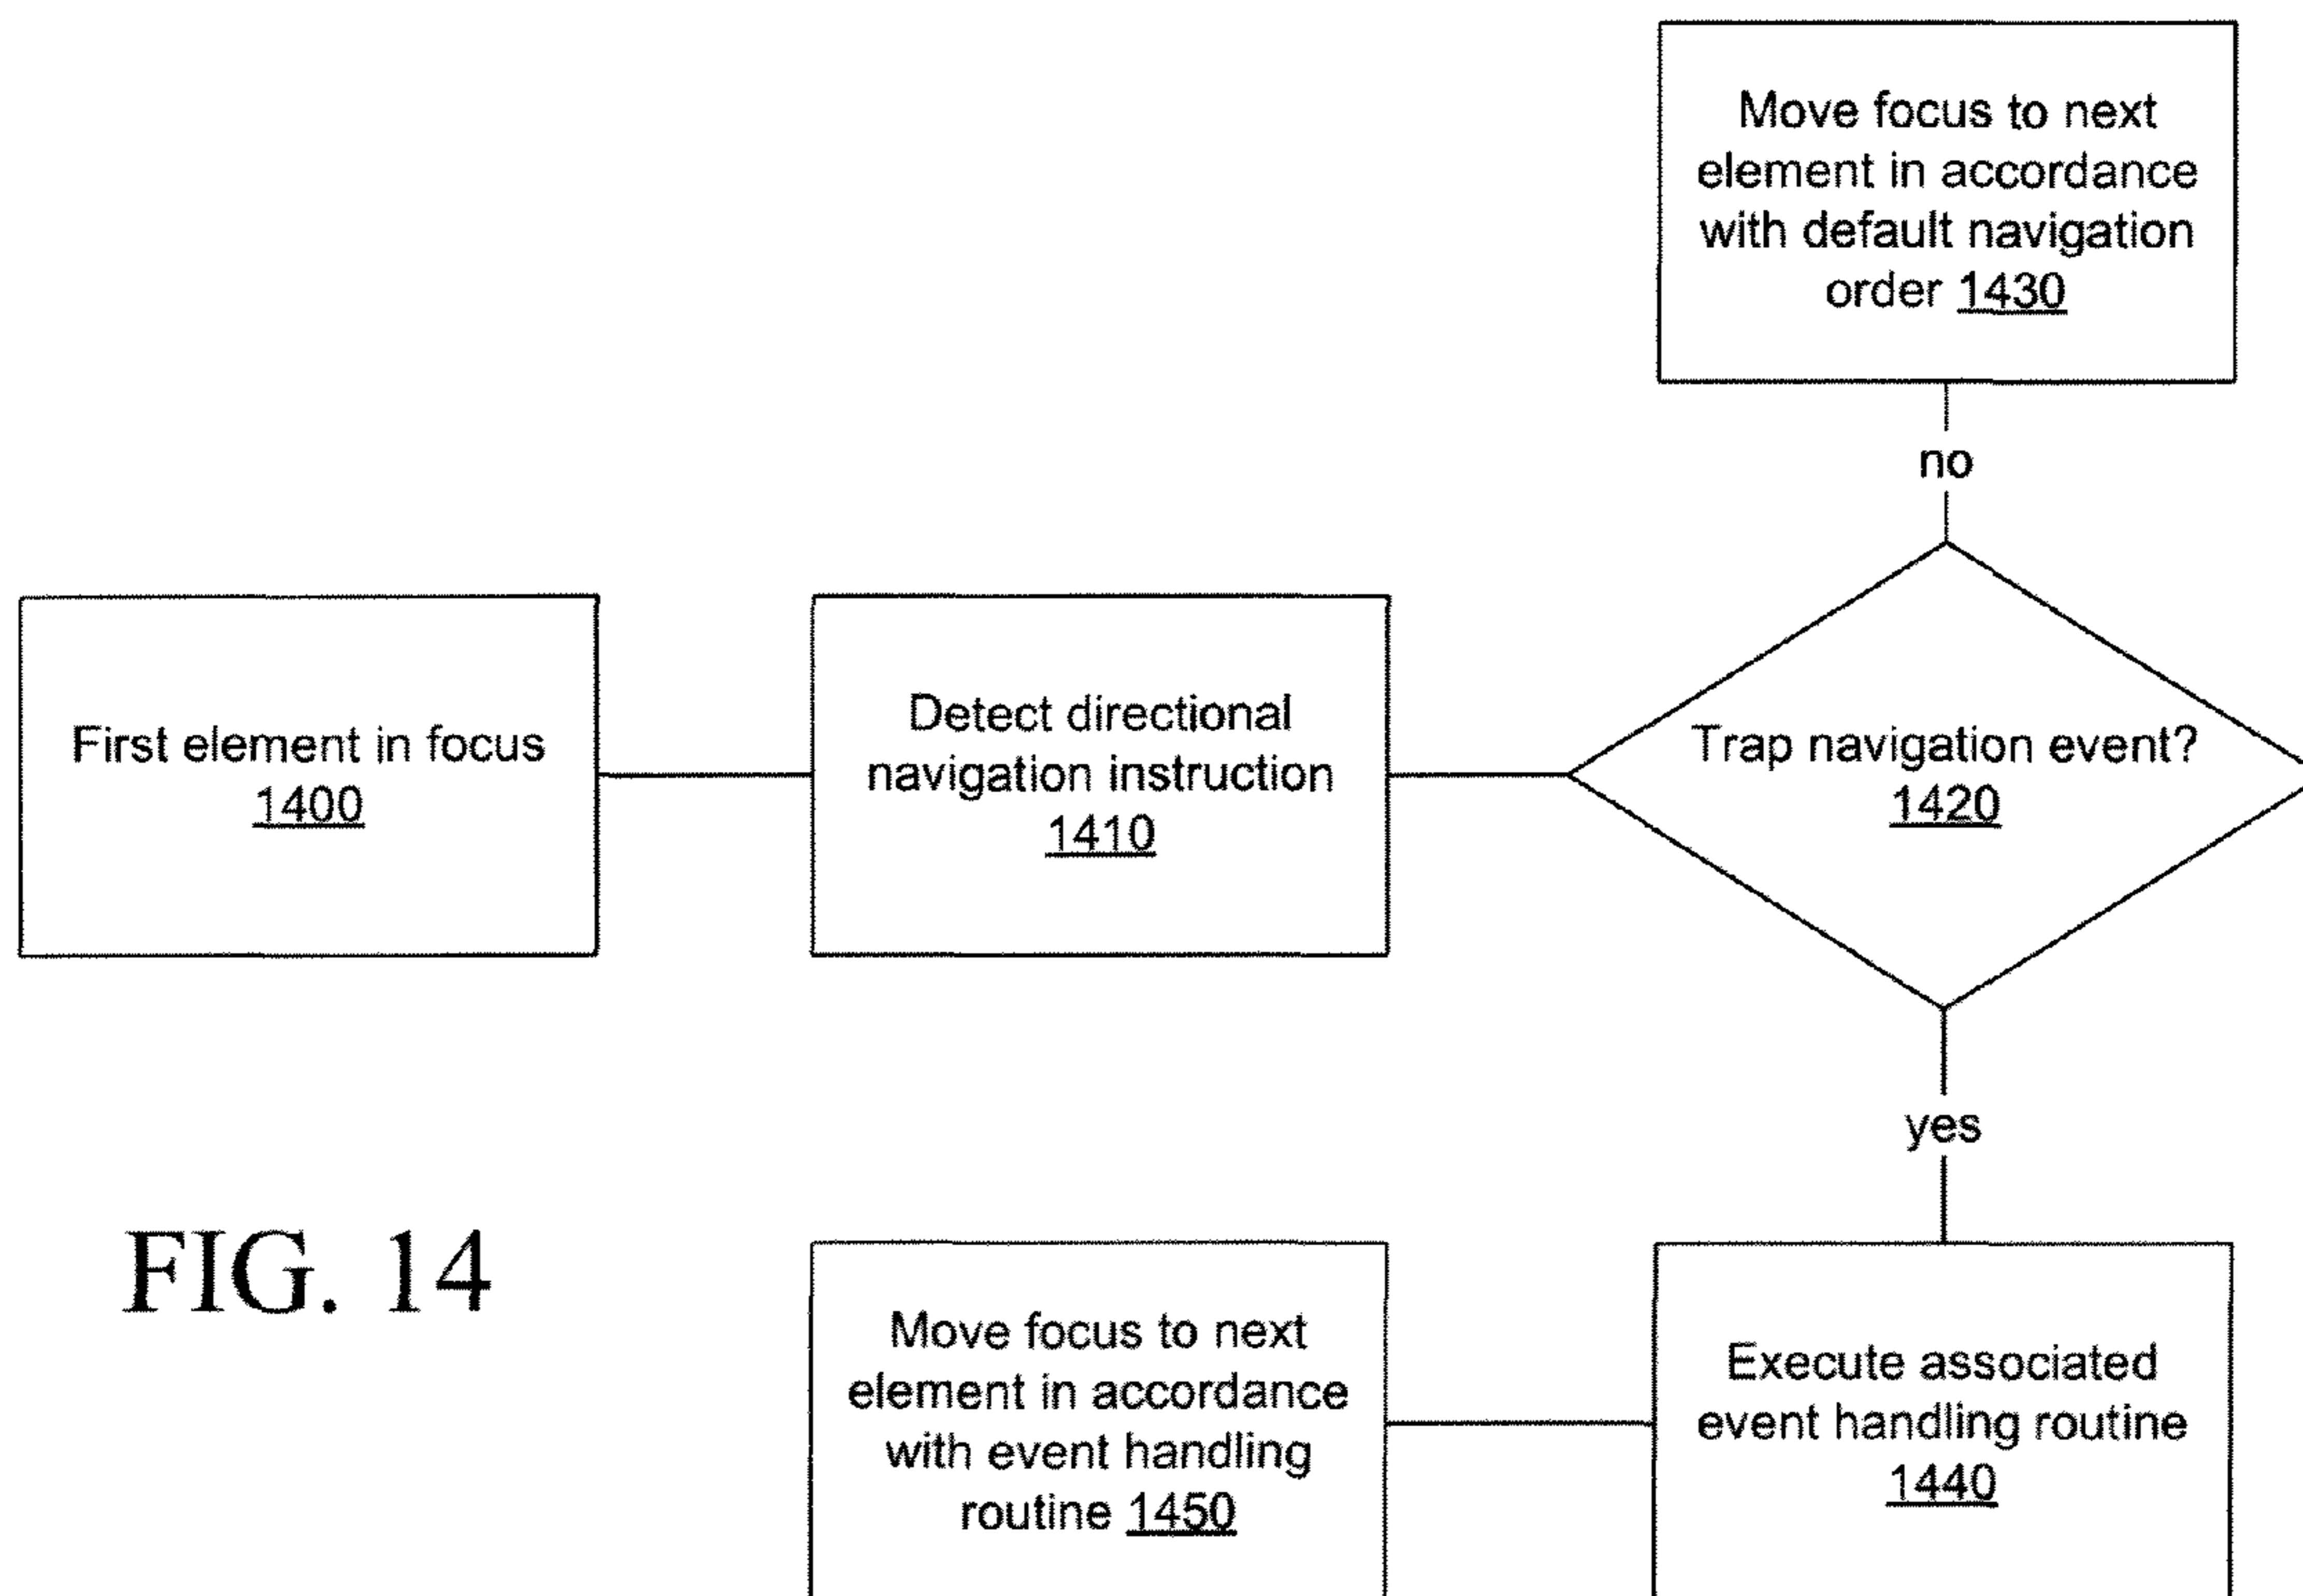 Move focus to next
element in accordance
with default navigation
order 1430
no
First element in focus
1400
Detect directional
navigation instruction
1410
Trap navigation event?
1420
yes
FIG. 14
Move focus to next
element in accordance
with event handling
routine 1450
Execute associated
event handling routine
1440